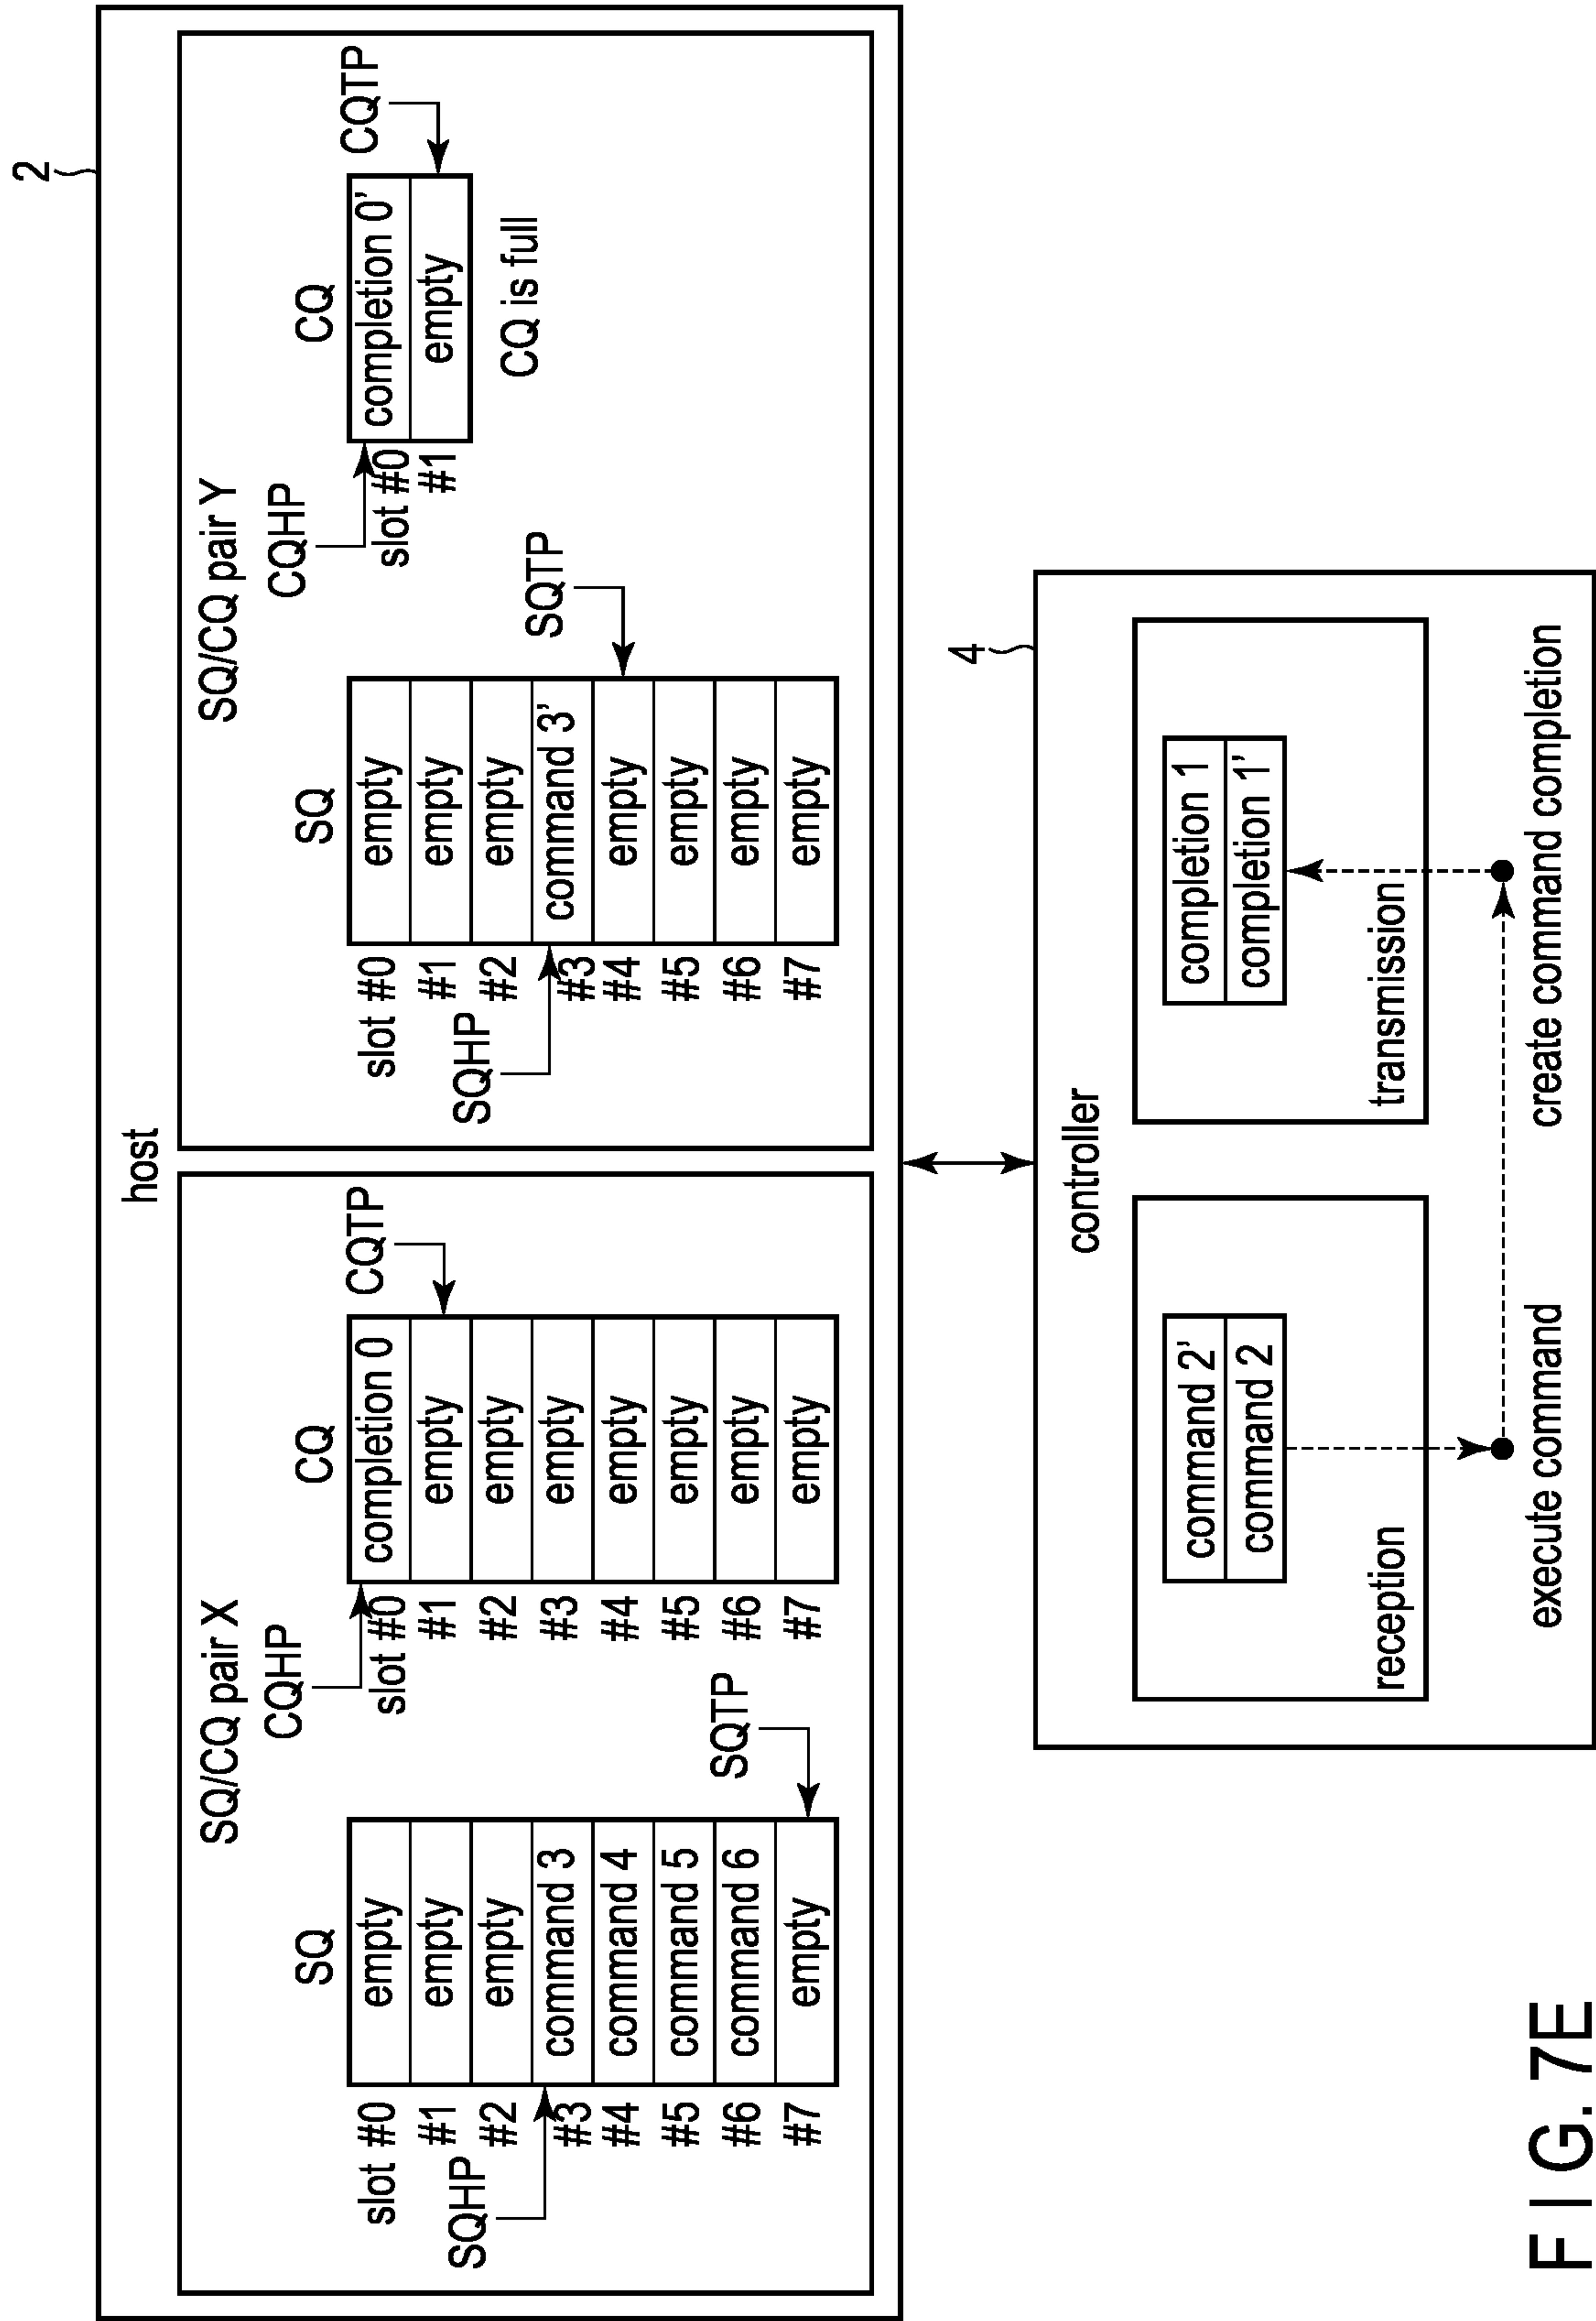 2
host
SQ/CQ pair X
SQ
slot #0
#1
#2
#3
#4
#5
#6
#7
SQHP
empty
empty
empty
command 3
command 4
command 5
command 6
empty
SQTP
CQ
CQHP
slot #0
#1
#2
#3
#4
#5
#6
#7
completion 0
empty
empty
empty
empty
empty
empty
empty
CQTP
SQ/CQ pair Y
SQ
slot #0
#1
#2
#3
#4
#5
#6
#7
SQHP
empty
empty
empty
command 3'
empty
empty
empty
empty
SQTP
CQ
CQHP
slot #0
#1
completion 0'
empty
CQTP
CQ is full
4
controller
command 2'
command 2
reception
completion 1
completion 1'
transmission
execute command
create command completion
FIG. 7E